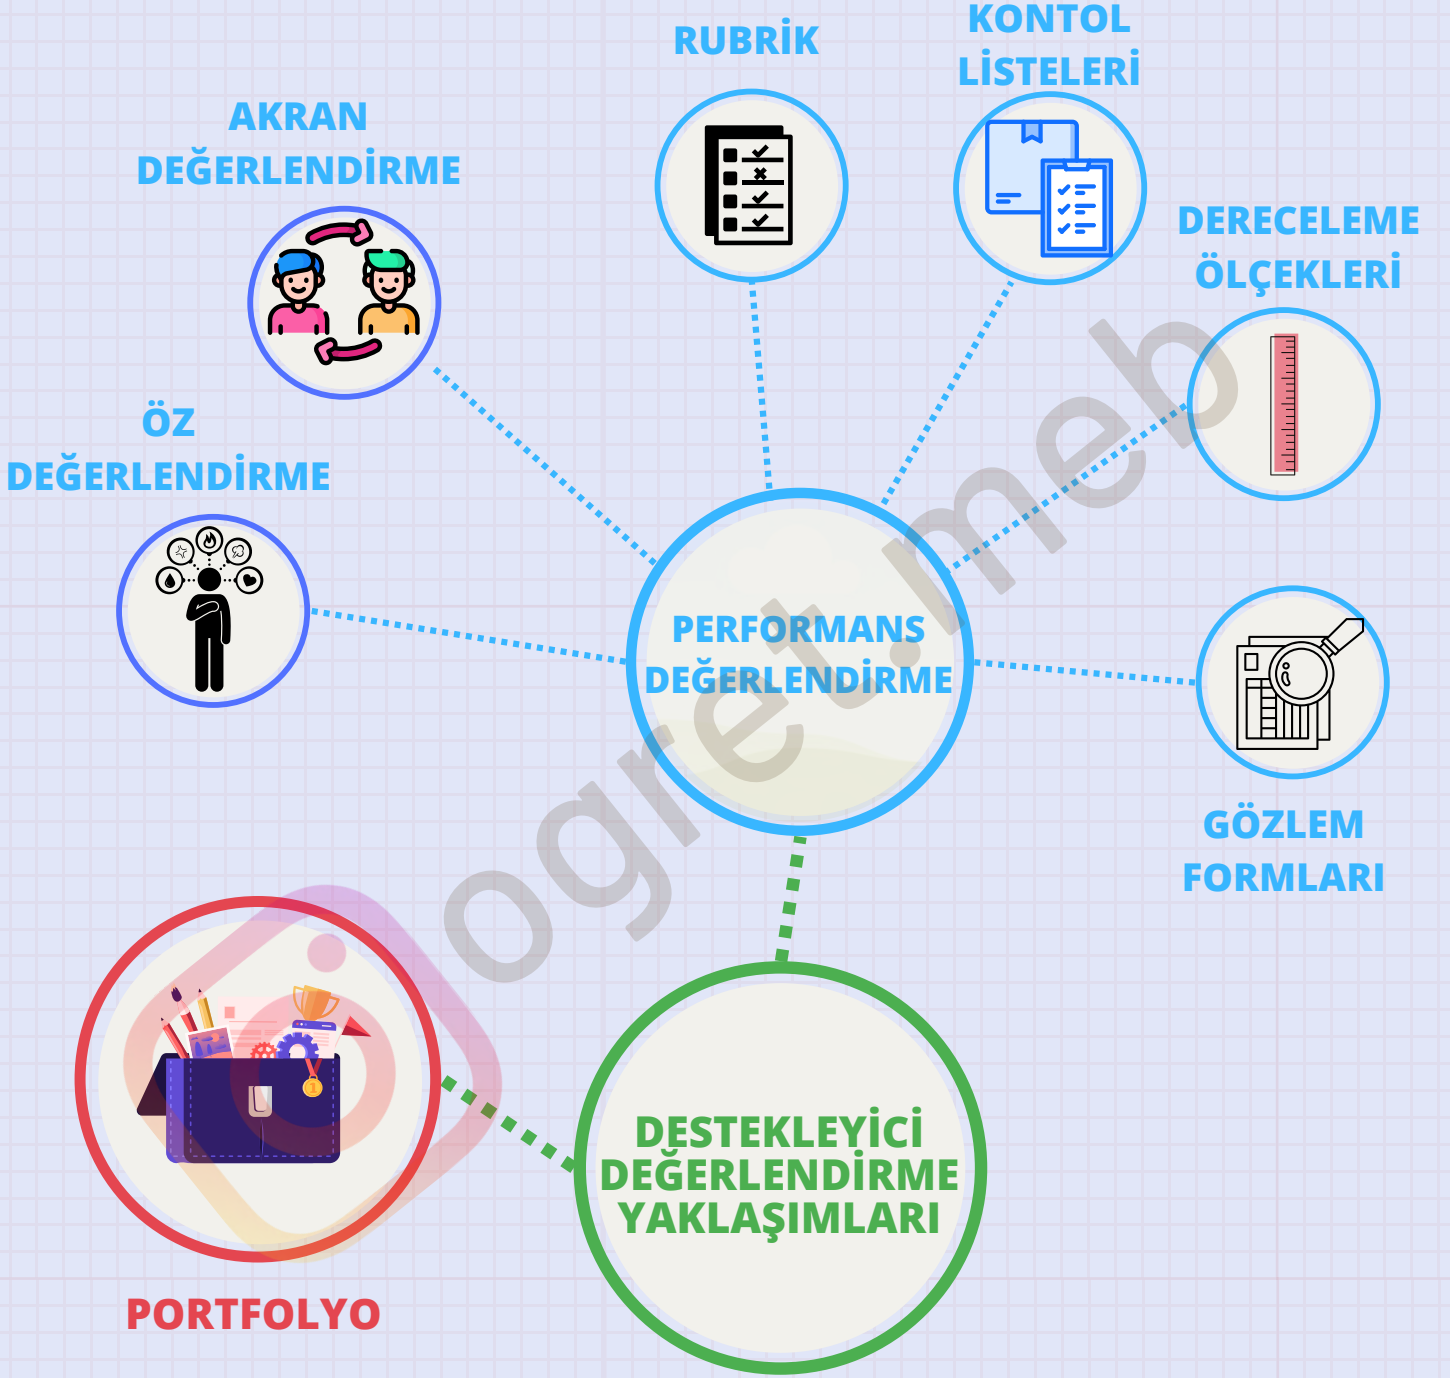 RUBRİK
KONTOL
LİSTELERİ
AKRAN
DEĞERLENDİRME
DERECELEME
ÖLÇEKLERİ
ÖZ
DEĞERLENDİRME
PERFORMANS
DEĞERLENDİRME
GÖZLEM
FORMLARI
DESTEKLEYİCİ
DEĞERLENDİRME
YAKLAŞIMLARI
PORTFOLYO
1
ogret.meb